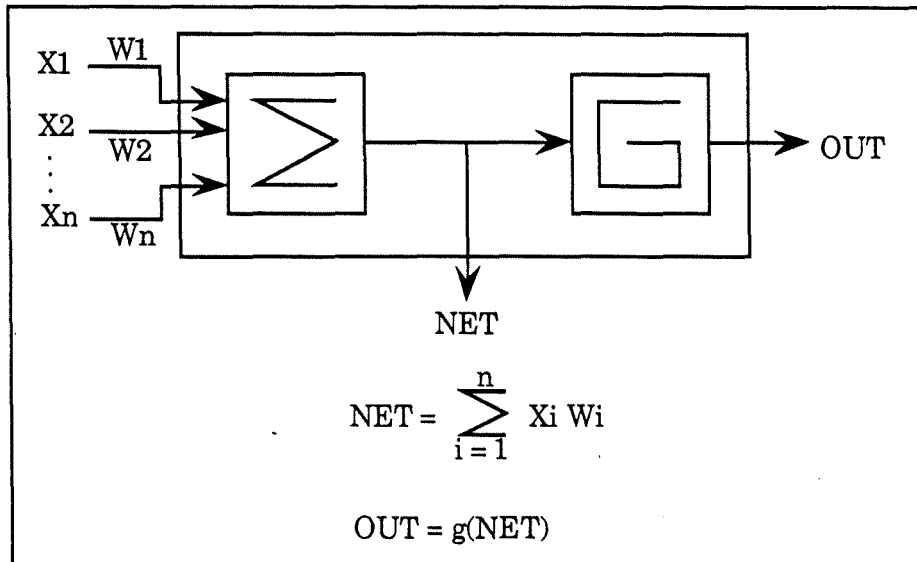 X1 W1
X2 W2
Xn Wn
Σ
G
OUT
NET
n
NET = Σ Xi Wi
i = 1
OUT = g(NET)